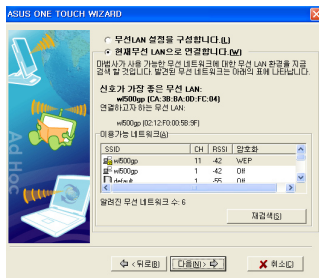 ASUS ONE TOUCH WIZARD
무선LAN 설정을 구성합니다.(L)
현재무선 LAN으로 연결합니다.(W)
마법사가 사용 가능한 무선 네트워크에 대한 무선 LAN 환경을 지금
검색 할 것입니다. 발견된 무선 네트워크는 아래의 표에 나타납니다.
신호가 가장 좋은 무선 LAN:
wl500gp (CA:3B:BA:0D:FC:04)
연결하고자 하는 무선 LAN:
wl500gp (02:12:F0:00:5B:9F)
이용가능 네트워크(A)
SSID CH RSSI 암호화
wl500gp 11 -42 WEP
wl500gp 1 -42 Off
default 1 -55 Off
알려진 무선 네트워크 수: 6
재검색(S)
Ad Hoc
<뒤로(B) 다음(N)> 취소(C)